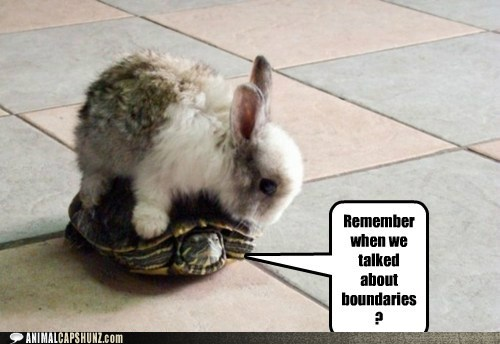 Remember
when we
talked
about
boundaries
?
ANIMALCAPSHUNZ.com